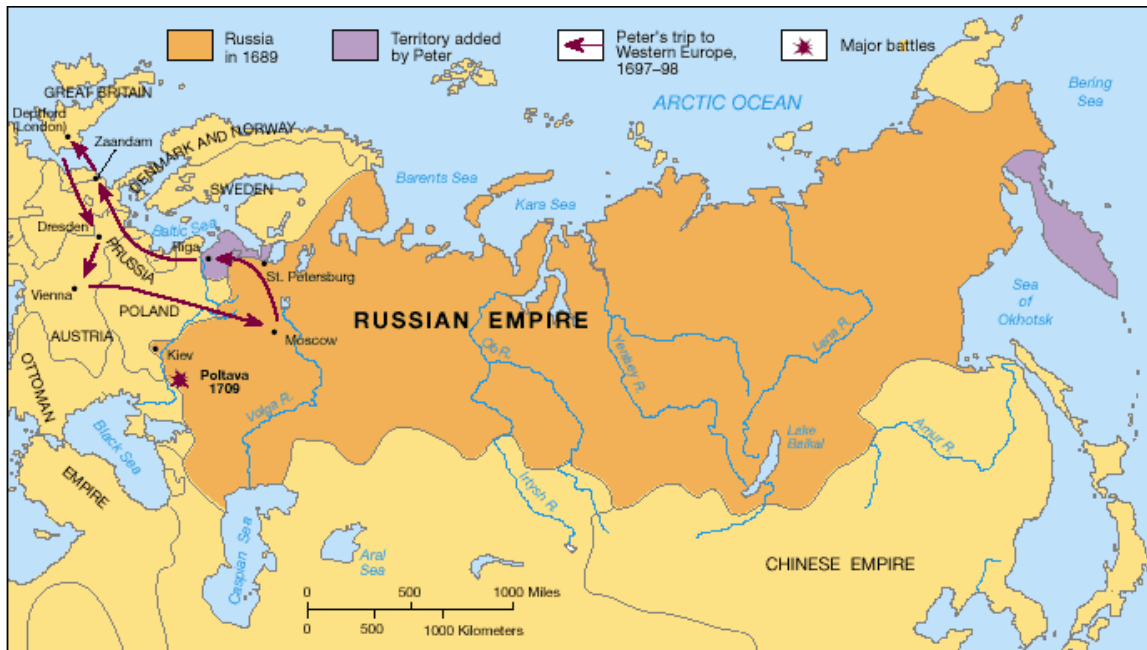 Russia
in 1689
Territory added
by Peter
Peter's trip to
Western Europe,
1697–98
Major battles
GREAT BRITAIN
Deptford
(London)
Zaandam
DENMARK AND NORWAY
SWEDEN
ARCTIC OCEAN
Bering
Sea
Barents Sea
Kara Sea
Dresden
Baltic Sea
Riga
PRUSSIA
St. Petersburg
Vienna
POLAND
AUSTRIA
Moscow
RUSSIAN EMPIRE
Sea
of
Okhotsk
Kiev
Poltava
1709
OTTOMAN
EMPIRE
Black Sea
Volga R.
Ob R.
Yenisey R.
Lena R.
Lake
Baikal
Amur R.
Irtysh R.
Caspian Sea
Aral
Sea
CHINESE EMPIRE
0 500 1000 Miles
0 500 1000 Kilometers